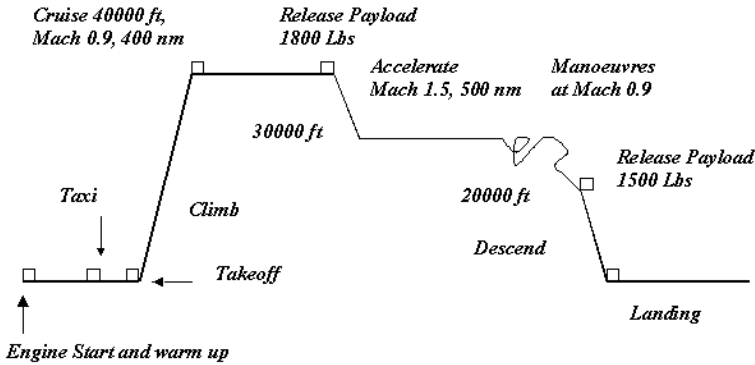 Cruise 40000 ft,
Mach 0.9, 400 nm
Release Payload
1800 Lbs
Accelerate
Mach 1.5, 500 nm
Manoeuvres
at Mach 0.9
30000 ft
Release Payload
1500 Lbs
20000 ft
Taxi
Climb
Descend
Takeoff
Landing
Engine Start and warm up